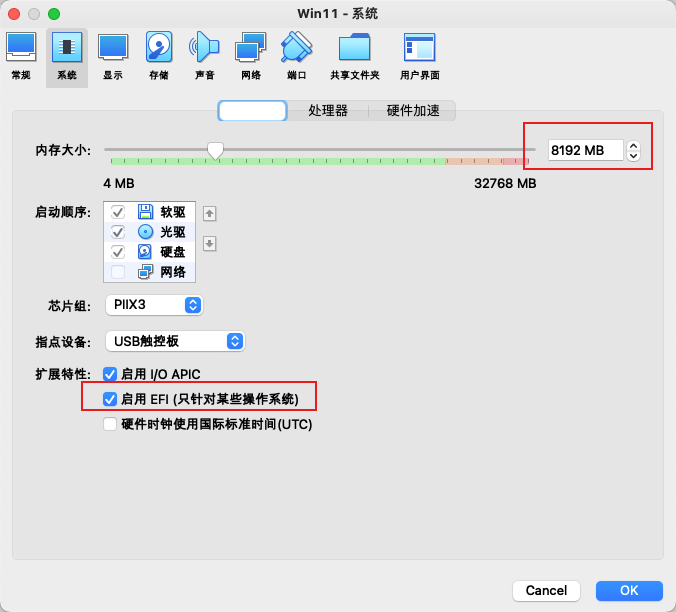 Win11 - 系统
常规 系统 显示 存储 声音 网络 端口 共享文件夹 用户界面
处理器 硬件加速
内存大小: 8192 MB
4 MB 32768 MB
启动顺序: 软驱
光驱
硬盘
网络
芯片组: PIIX3
指点设备: USB触控板
扩展特性: 启用 I/O APIC
启用 EFI (只针对某些操作系统)
硬件时钟使用国际标准时间(UTC)
Cancel OK